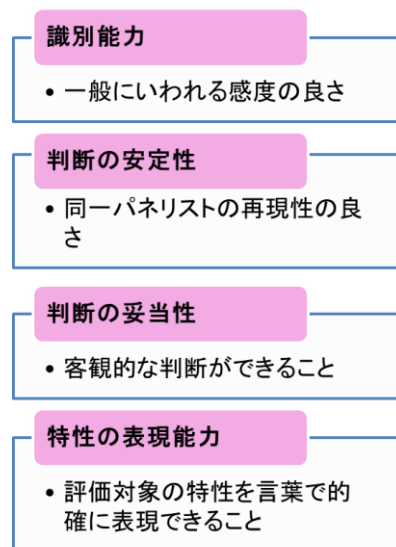 識別能力
• 一般にいわれる感度の良さ
判断の安定性
• 同一パネリストの再現性の良
さ
判断の妥当性
• 客観的な判断ができること
特性の表現能力
• 評価対象の特性を言葉で的
確に表現できること